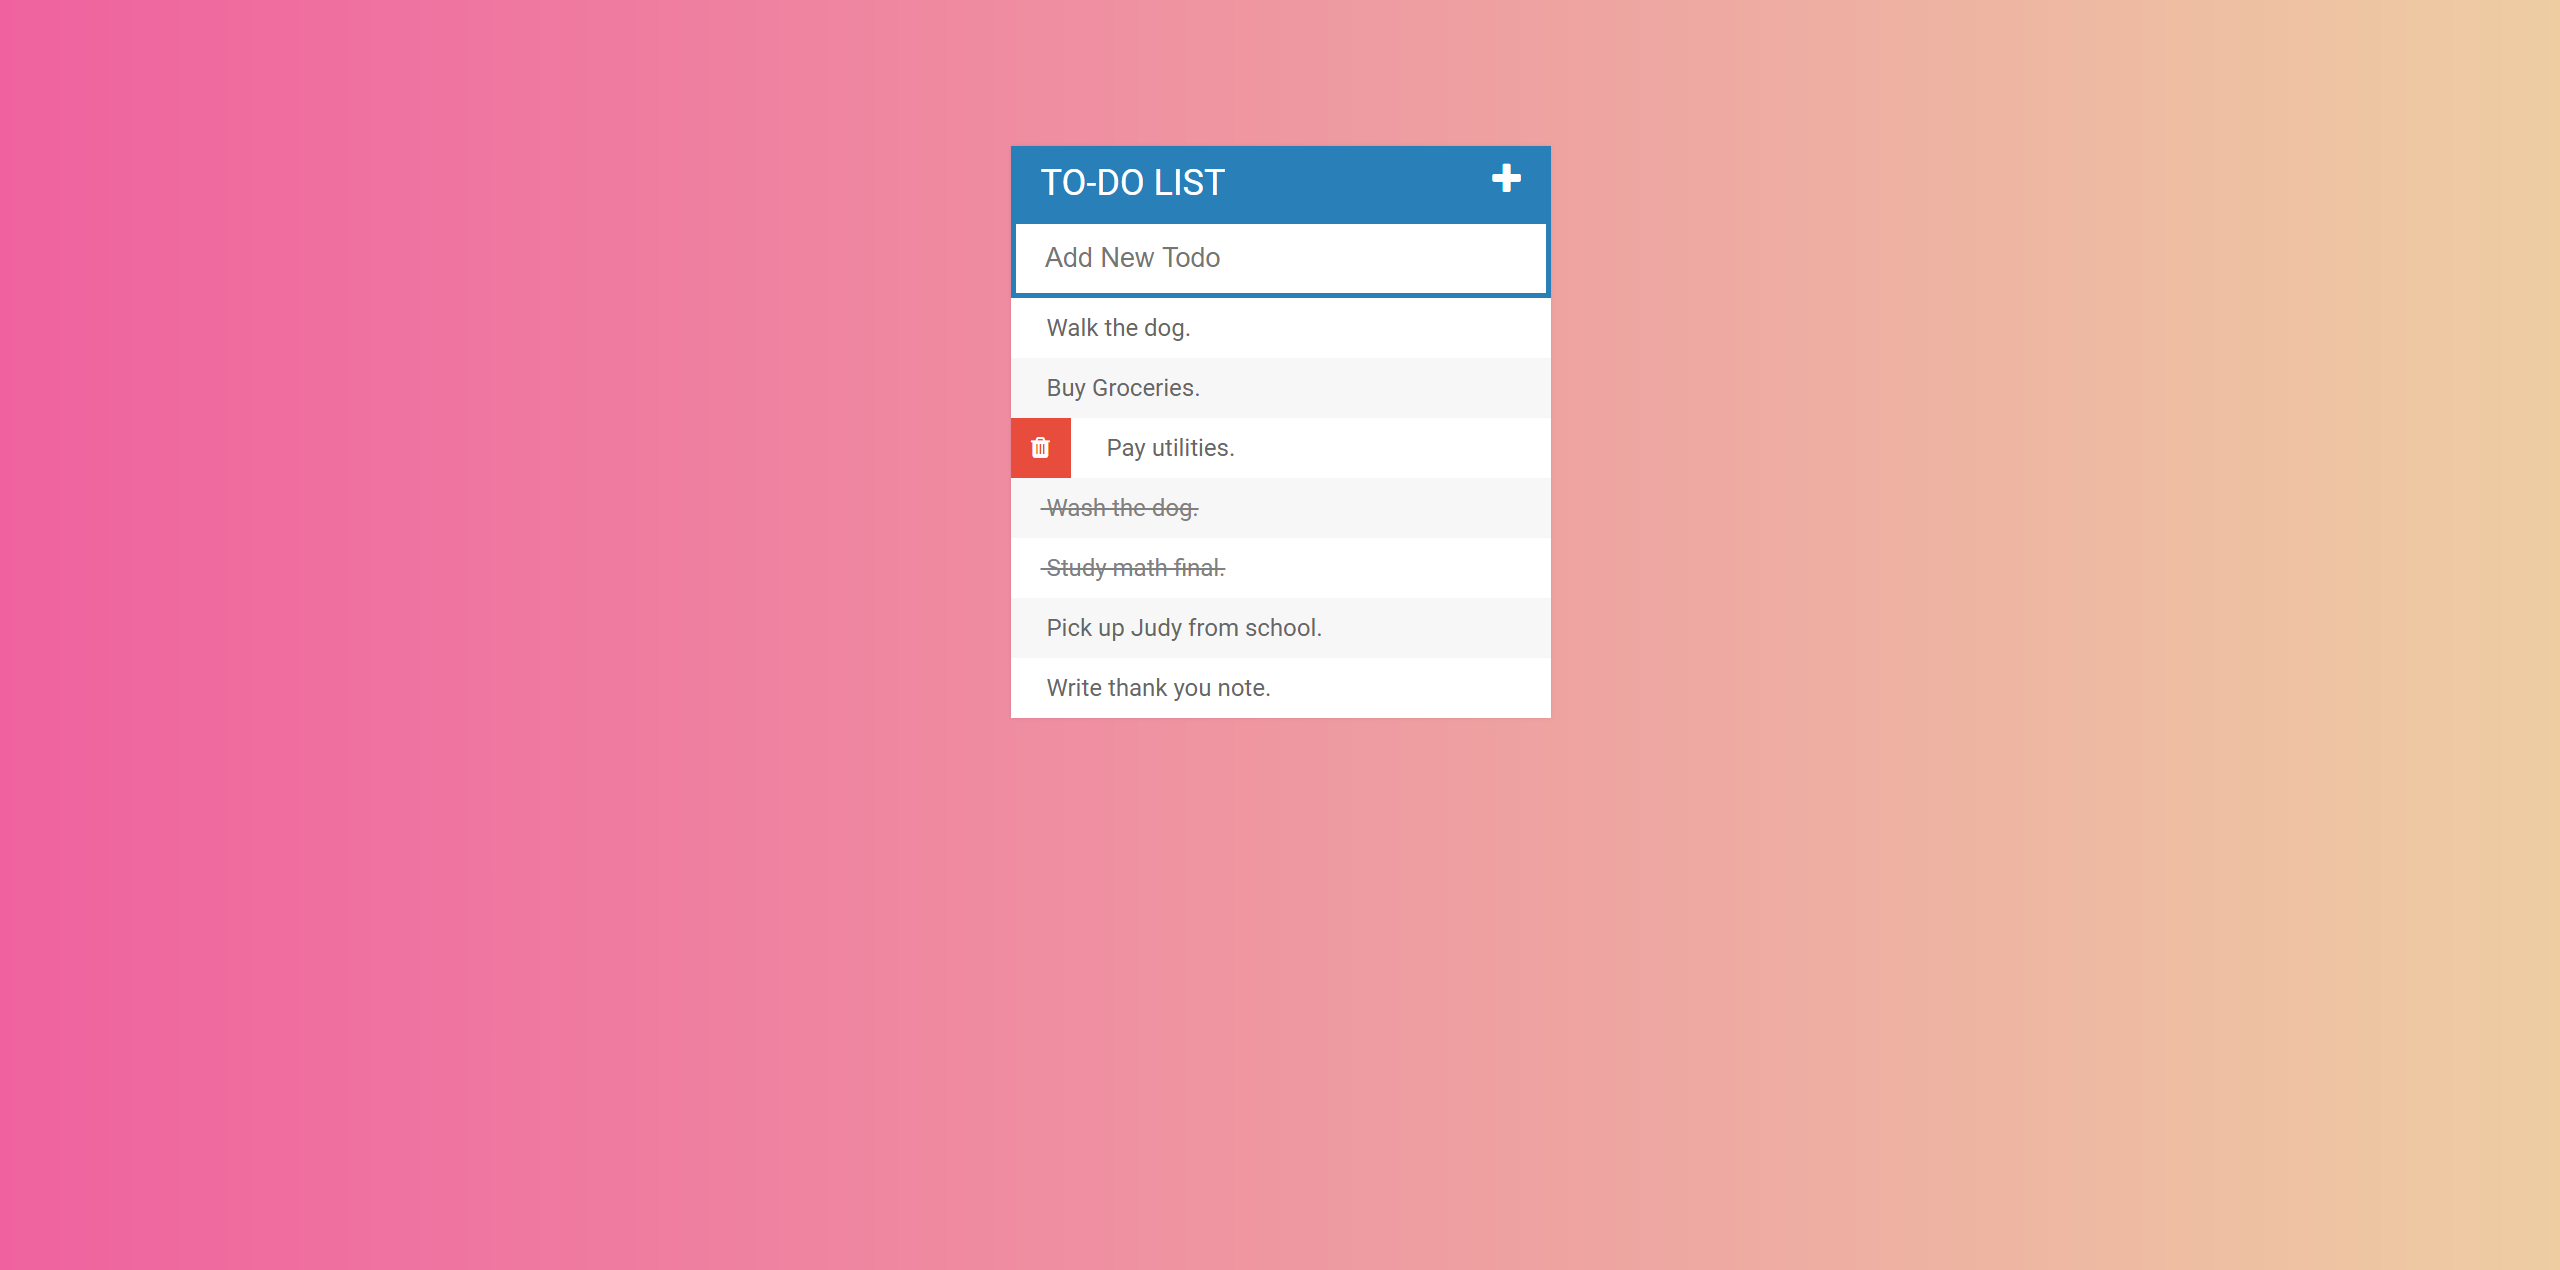 TO-DO LIST
Add New Todo
Walk the dog.
Buy Groceries.
Pay utilities.
Wash the dog.
Study math final.
Pick up Judy from school.
Write thank you note.